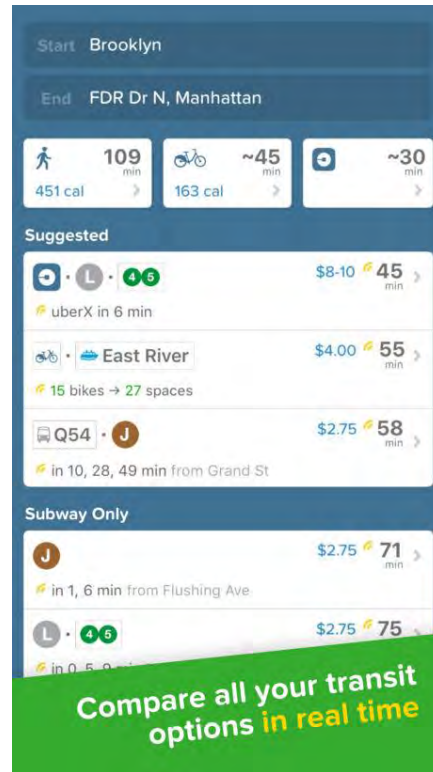 Start Brooklyn
End FDR Dr N, Manhattan
109 ~45 ~30
min min min
451 cal 163 cal
Suggested
L 4 5 $8-10 45
min
uberX in 6 min
East River $4.00 55
min
15 bikes → 27 spaces
Q54 J $2.75 58
min
in 10, 28, 49 min from Grand St
Subway Only
J $2.75 71
min
in 1, 6 min from Flushing Ave
L 4 5 $2.75 75
in 0, 5, 9
Compare all your transit
options in real time